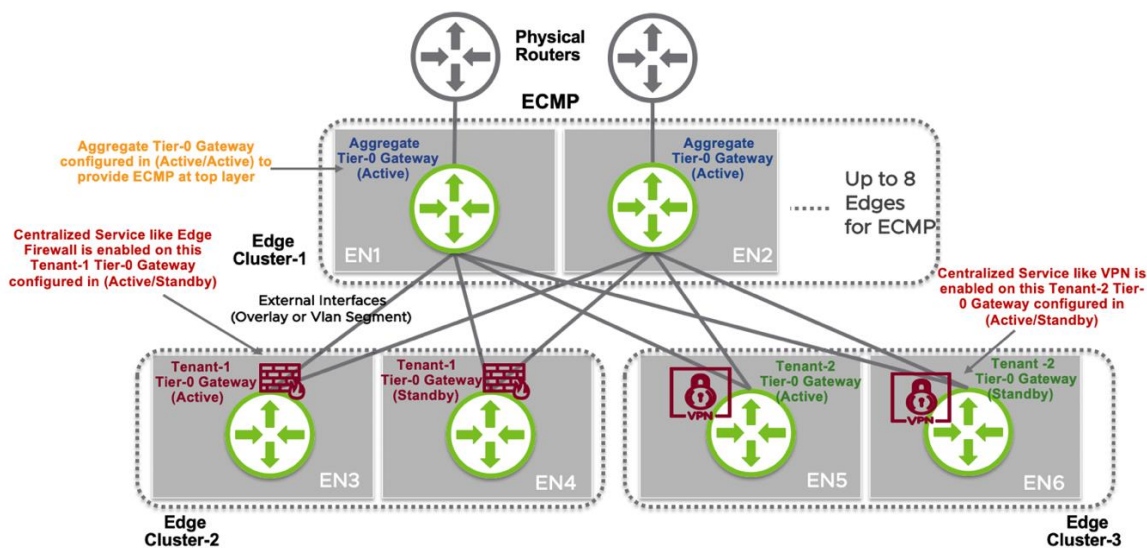 Physical
Routers
ECMP
Aggregate Tier-0 Gateway
configured in (Active/Active) to
provide ECMP at top layer
Aggregate
Tier-0 Gateway
(Active)
Aggregate
Tier-0 Gateway
(Active)
Up to 8
Edges
for ECMP
EN1
EN2
Edge
Cluster-1
Centralized Service like Edge
Firewall is enabled on this
Tenant-1 Tier-0 Gateway
configured in (Active/Standby)
External Interfaces
(Overlay or Vlan Segment)
Centralized Service like VPN is
enabled on this Tenant-2 Tier-
0 Gateway configured in
(Active/Standby)
Tenant-1
Tier-0 Gateway
(Active)
Tenant-1
Tier-0 Gateway
(Standby)
Tenant-2
Tier-0 Gateway
(Active)
Tenant -2
Tier-0 Gateway
(Standby)
VPN
VPN
EN3
EN4
EN5
EN6
Edge
Cluster-2
Edge
Cluster-3